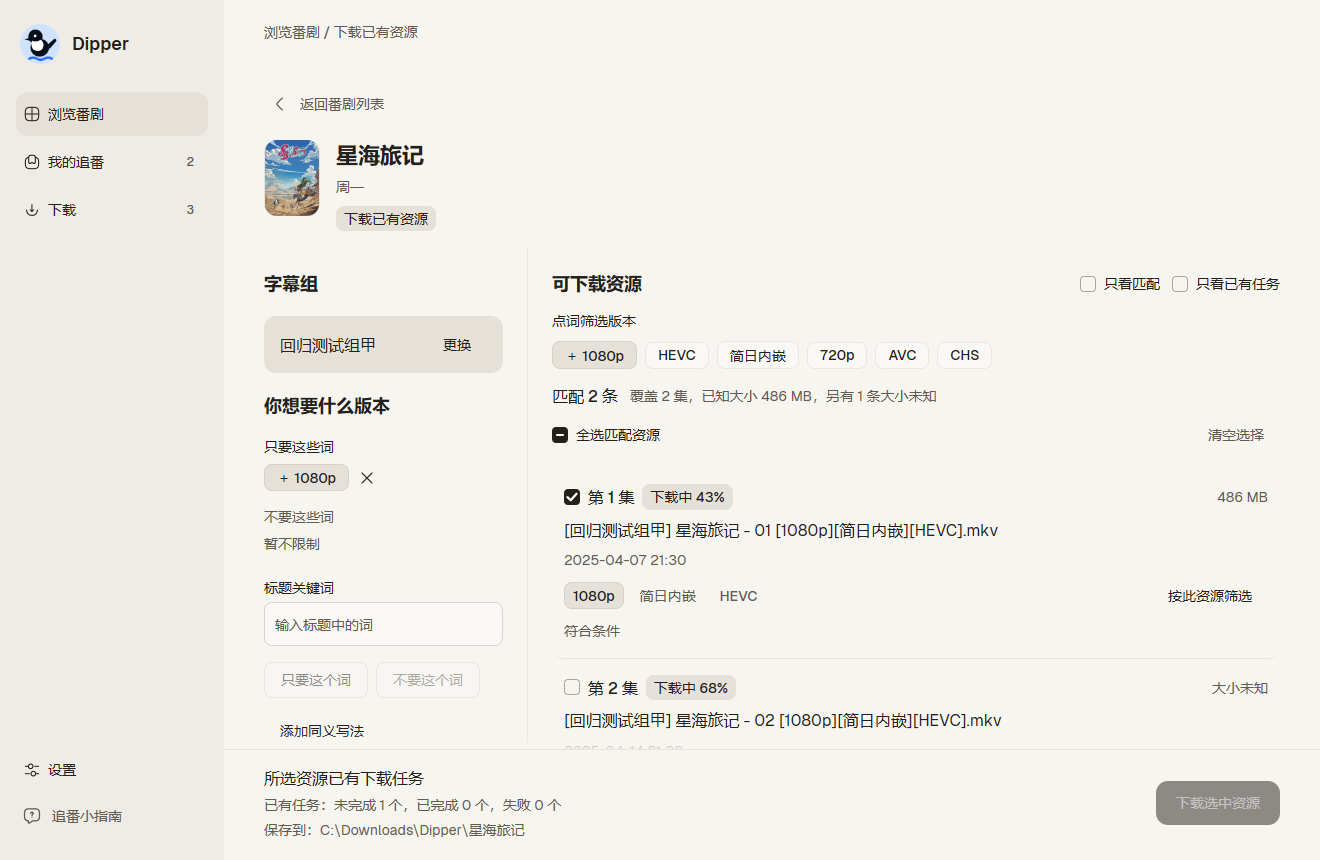 Dipper
浏览番剧
我的追番 2
下载 3
设置
追番小指南
浏览番剧 / 下载已有资源
返回番剧列表
星海旅记
周一
下载已有资源
字幕组
回归测试组甲 更换
你想要什么版本
只要这些词
+ 1080p
不要这些词
暂不限制
标题关键词
输入标题中的词
只要这个词 不要这个词
添加同义写法
可下载资源 只看匹配 只看已有任务
点词筛选版本
+ 1080p HEVC 简日内嵌 720p AVC CHS
匹配 2 条 覆盖 2 集，已知大小 486 MB，另有 1 条大小未知
全选匹配资源 清空选择
第 1 集 下载中 43% 486 MB
[回归测试组甲] 星海旅记 - 01 [1080p][简日内嵌][HEVC].mkv
2025-04-07 21:30
1080p 简日内嵌 HEVC 按此资源筛选
符合条件
第 2 集 下载中 68% 大小未知
[回归测试组甲] 星海旅记 - 02 [1080p][简日内嵌][HEVC].mkv
2025-04-14 21:30
所选资源已有下载任务
已有任务：未完成 1 个，已完成 0 个，失败 0 个
保存到：C:\Downloads\Dipper\星海旅记
下载选中资源